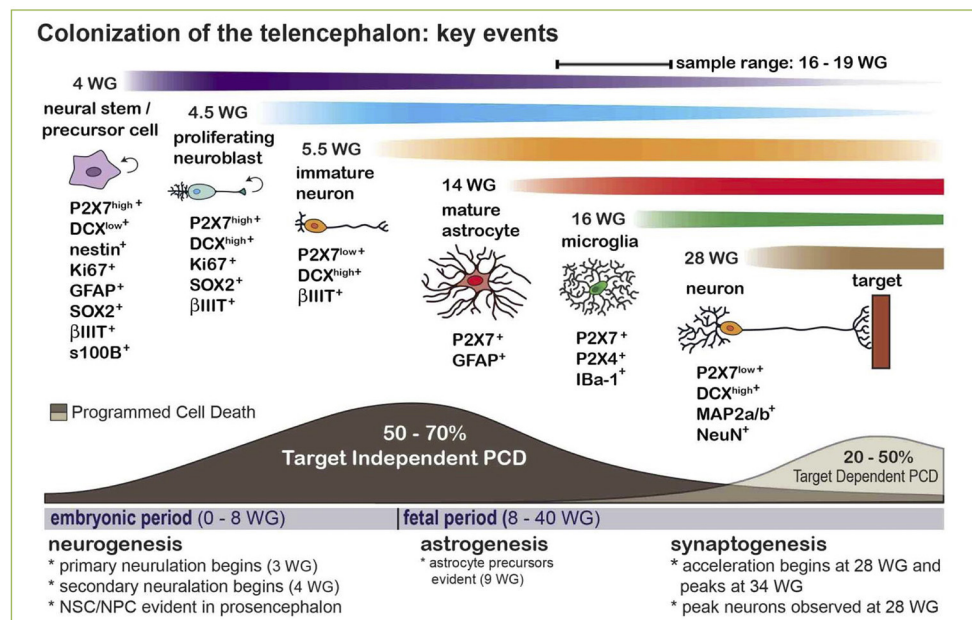 Colonization of the telencephalon: key events
sample range: 16 - 19 WG
4 WG
neural stem /
precursor cell
P2X7high+
DCXlow+
nestin+
Ki67+
GFAP+
SOX2+
βIIIT+
s100B+
4.5 WG
proliferating
neuroblast
P2X7high+
DCXhigh+
Ki67+
SOX2+
βIIIT+
5.5 WG
immature
neuron
P2X7low+
DCXhigh+
βIIIT+
14 WG
mature
astrocyte
P2X7+
GFAP+
16 WG
microglia
P2X7+
P2X4+
IBa-1+
28 WG
neuron
target
P2X7low+
DCXhigh+
MAP2a/b+
NeuN+
Programmed Cell Death
50 - 70%
Target Independent PCD
20 - 50%
Target Dependent PCD
embryonic period (0 - 8 WG)
fetal period (8 - 40 WG)
neurogenesis
* primary neurulation begins (3 WG)
* secondary neuralation begins (4 WG)
* NSC/NPC evident in prosencephalon
astrogenesis
* astrocyte precursors
evident (9 WG)
synaptogenesis
* acceleration begins at 28 WG and
peaks at 34 WG
* peak neurons observed at 28 WG